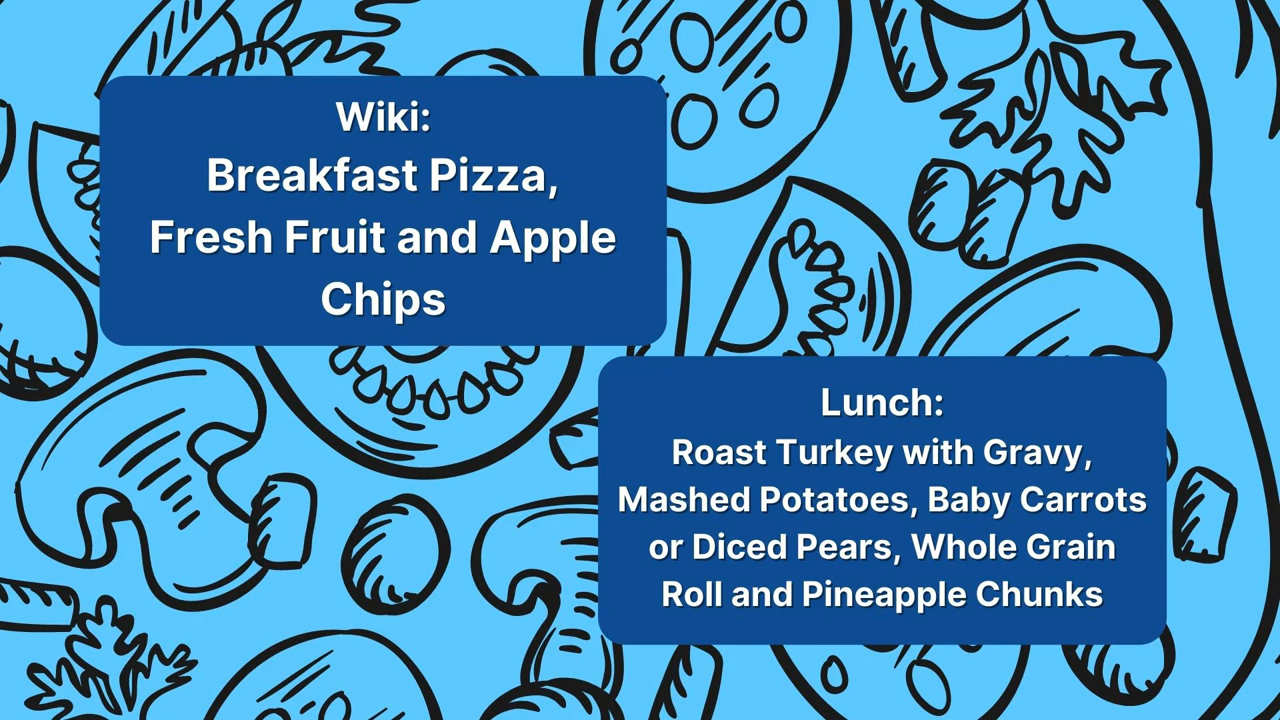 Wiki:
Breakfast Pizza,
Fresh Fruit and Apple
Chips
Lunch:
Roast Turkey with Gravy,
Mashed Potatoes, Baby Carrots
or Diced Pears, Whole Grain
Roll and Pineapple Chunks